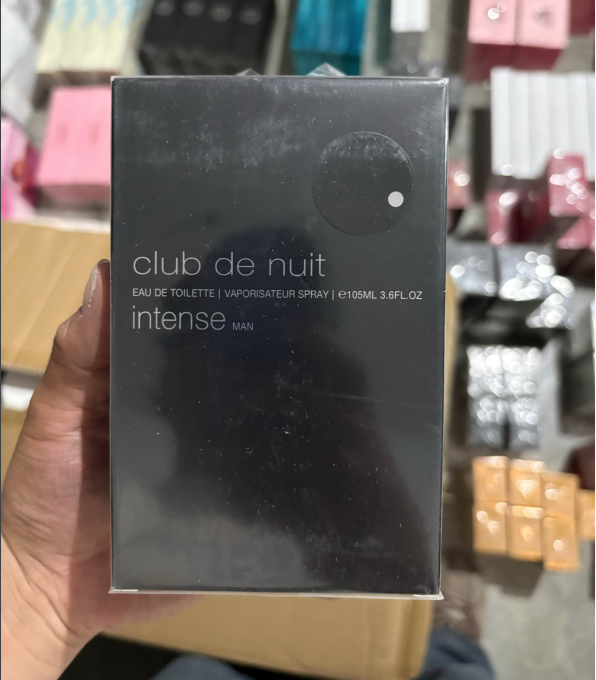 club de nuit
EAU DE TOILETTE | VAPORISATEUR SPRAY | ℮105ML 3.6FL.OZ
intense MAN